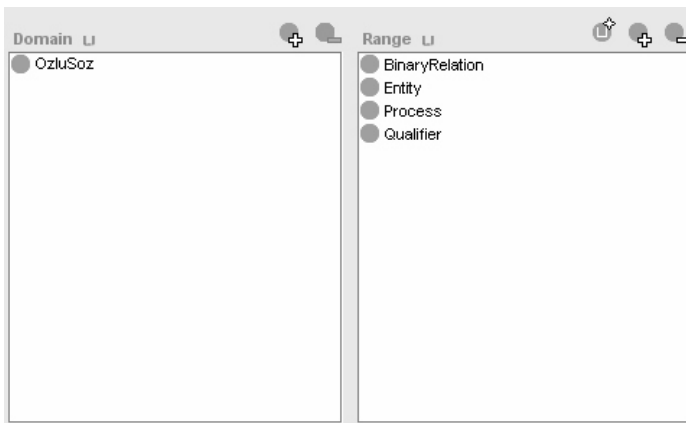 Domain ⊔
Range ⊔
OzluSoz
BinaryRelation
Entity
Process
Qualifier